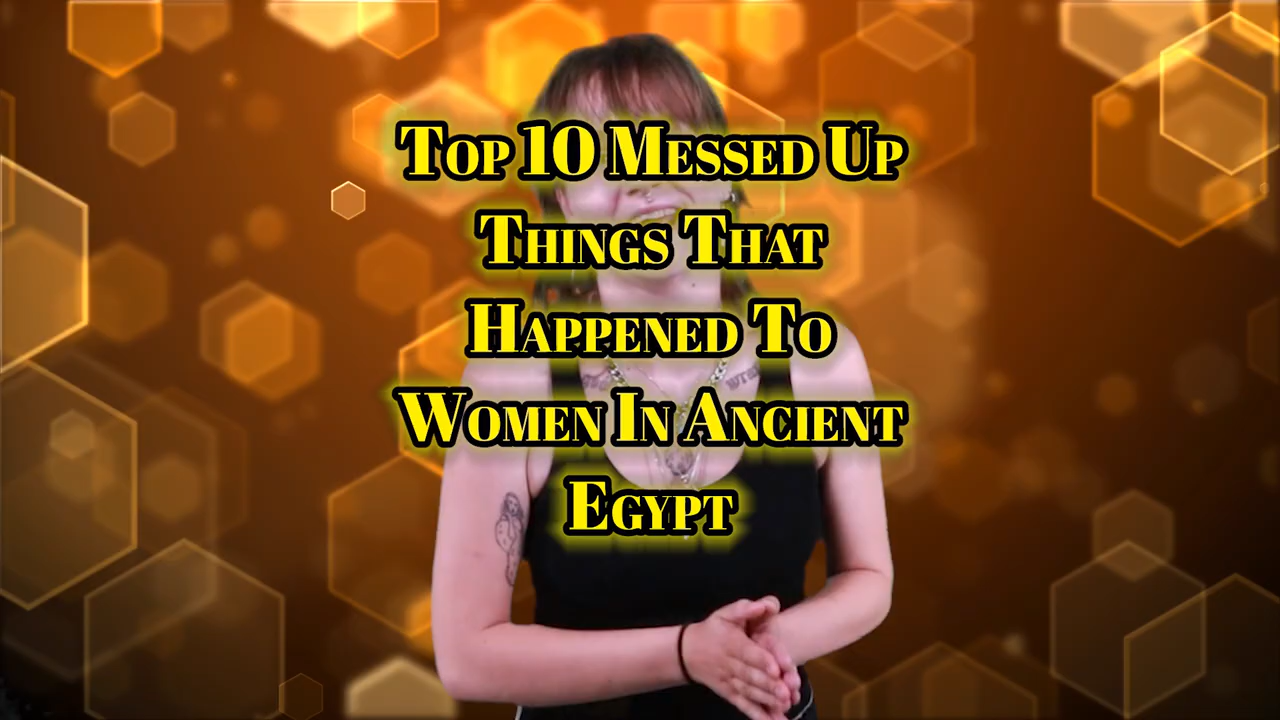 Top 10 Messed Up
Things That
Happened To
Women In Ancient
Egypt